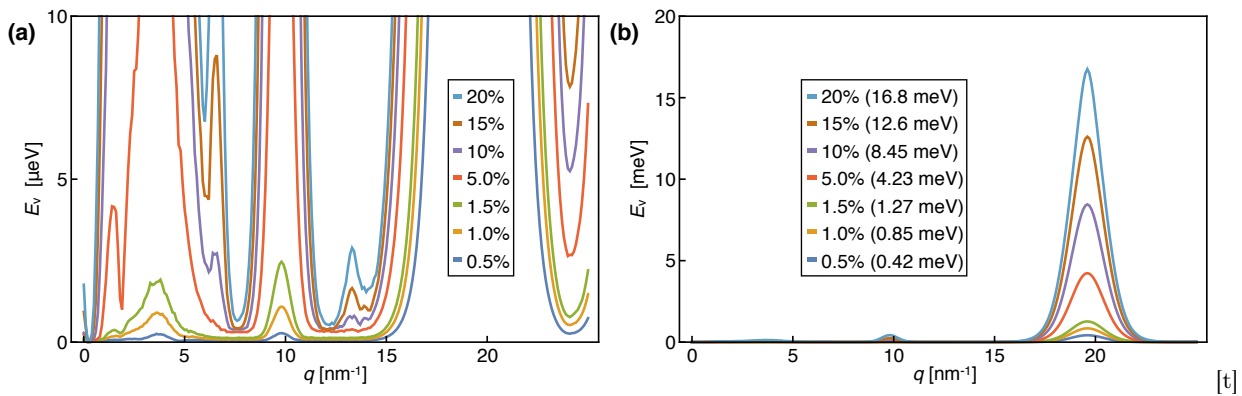 (a)
10
5
0
E_v [μeV]
20%
15%
10%
5.0%
1.5%
1.0%
0.5%
0 5 10 15 20
q [nm⁻¹]
(b)
20
15
10
5
0
E_v [meV]
20% (16.8 meV)
15% (12.6 meV)
10% (8.45 meV)
5.0% (4.23 meV)
1.5% (1.27 meV)
1.0% (0.85 meV)
0.5% (0.42 meV)
0 5 10 15 20
q [nm⁻¹]
[t]